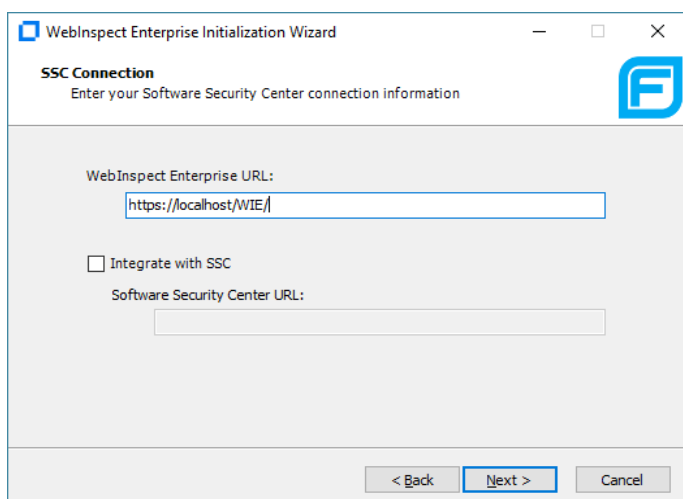 WebInspect Enterprise Initialization Wizard
SSC Connection
Enter your Software Security Center connection information
WebInspect Enterprise URL:
https://localhost/WIE/
Integrate with SSC
Software Security Center URL:
< Back
Next >
Cancel